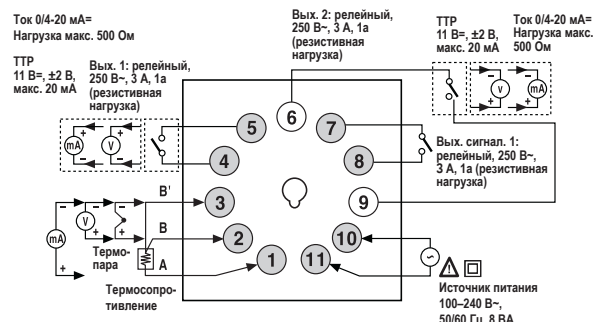 Ток 0/4-20 мА=
Нагрузка макс. 500 Ом
ТТР
11 В=, ±2 В,
макс. 20 мА
Вых. 1: релейный,
250 В~, 3 А, 1a
(резистивная
нагрузка)
Вых. 2: релейный,
250 В~, 3 А, 1a
(резистивная
нагрузка)
ТТР
11 В=, ±2 В,
макс. 20 мА
Ток 0/4-20 мА=
Нагрузка макс.
500 Ом
mA
V
5
4
6
7
8
V
mA
Вых. сигнал. 1:
релейный, 250 В~,
3 А, 1a (резистивная
нагрузка)
B'
3
9
mA
V
B
2
10
Термо-
пара
A
1
11
Термосопро-
тивление
Источник питания
100–240 В~,
50/60 Гц, 8 ВА